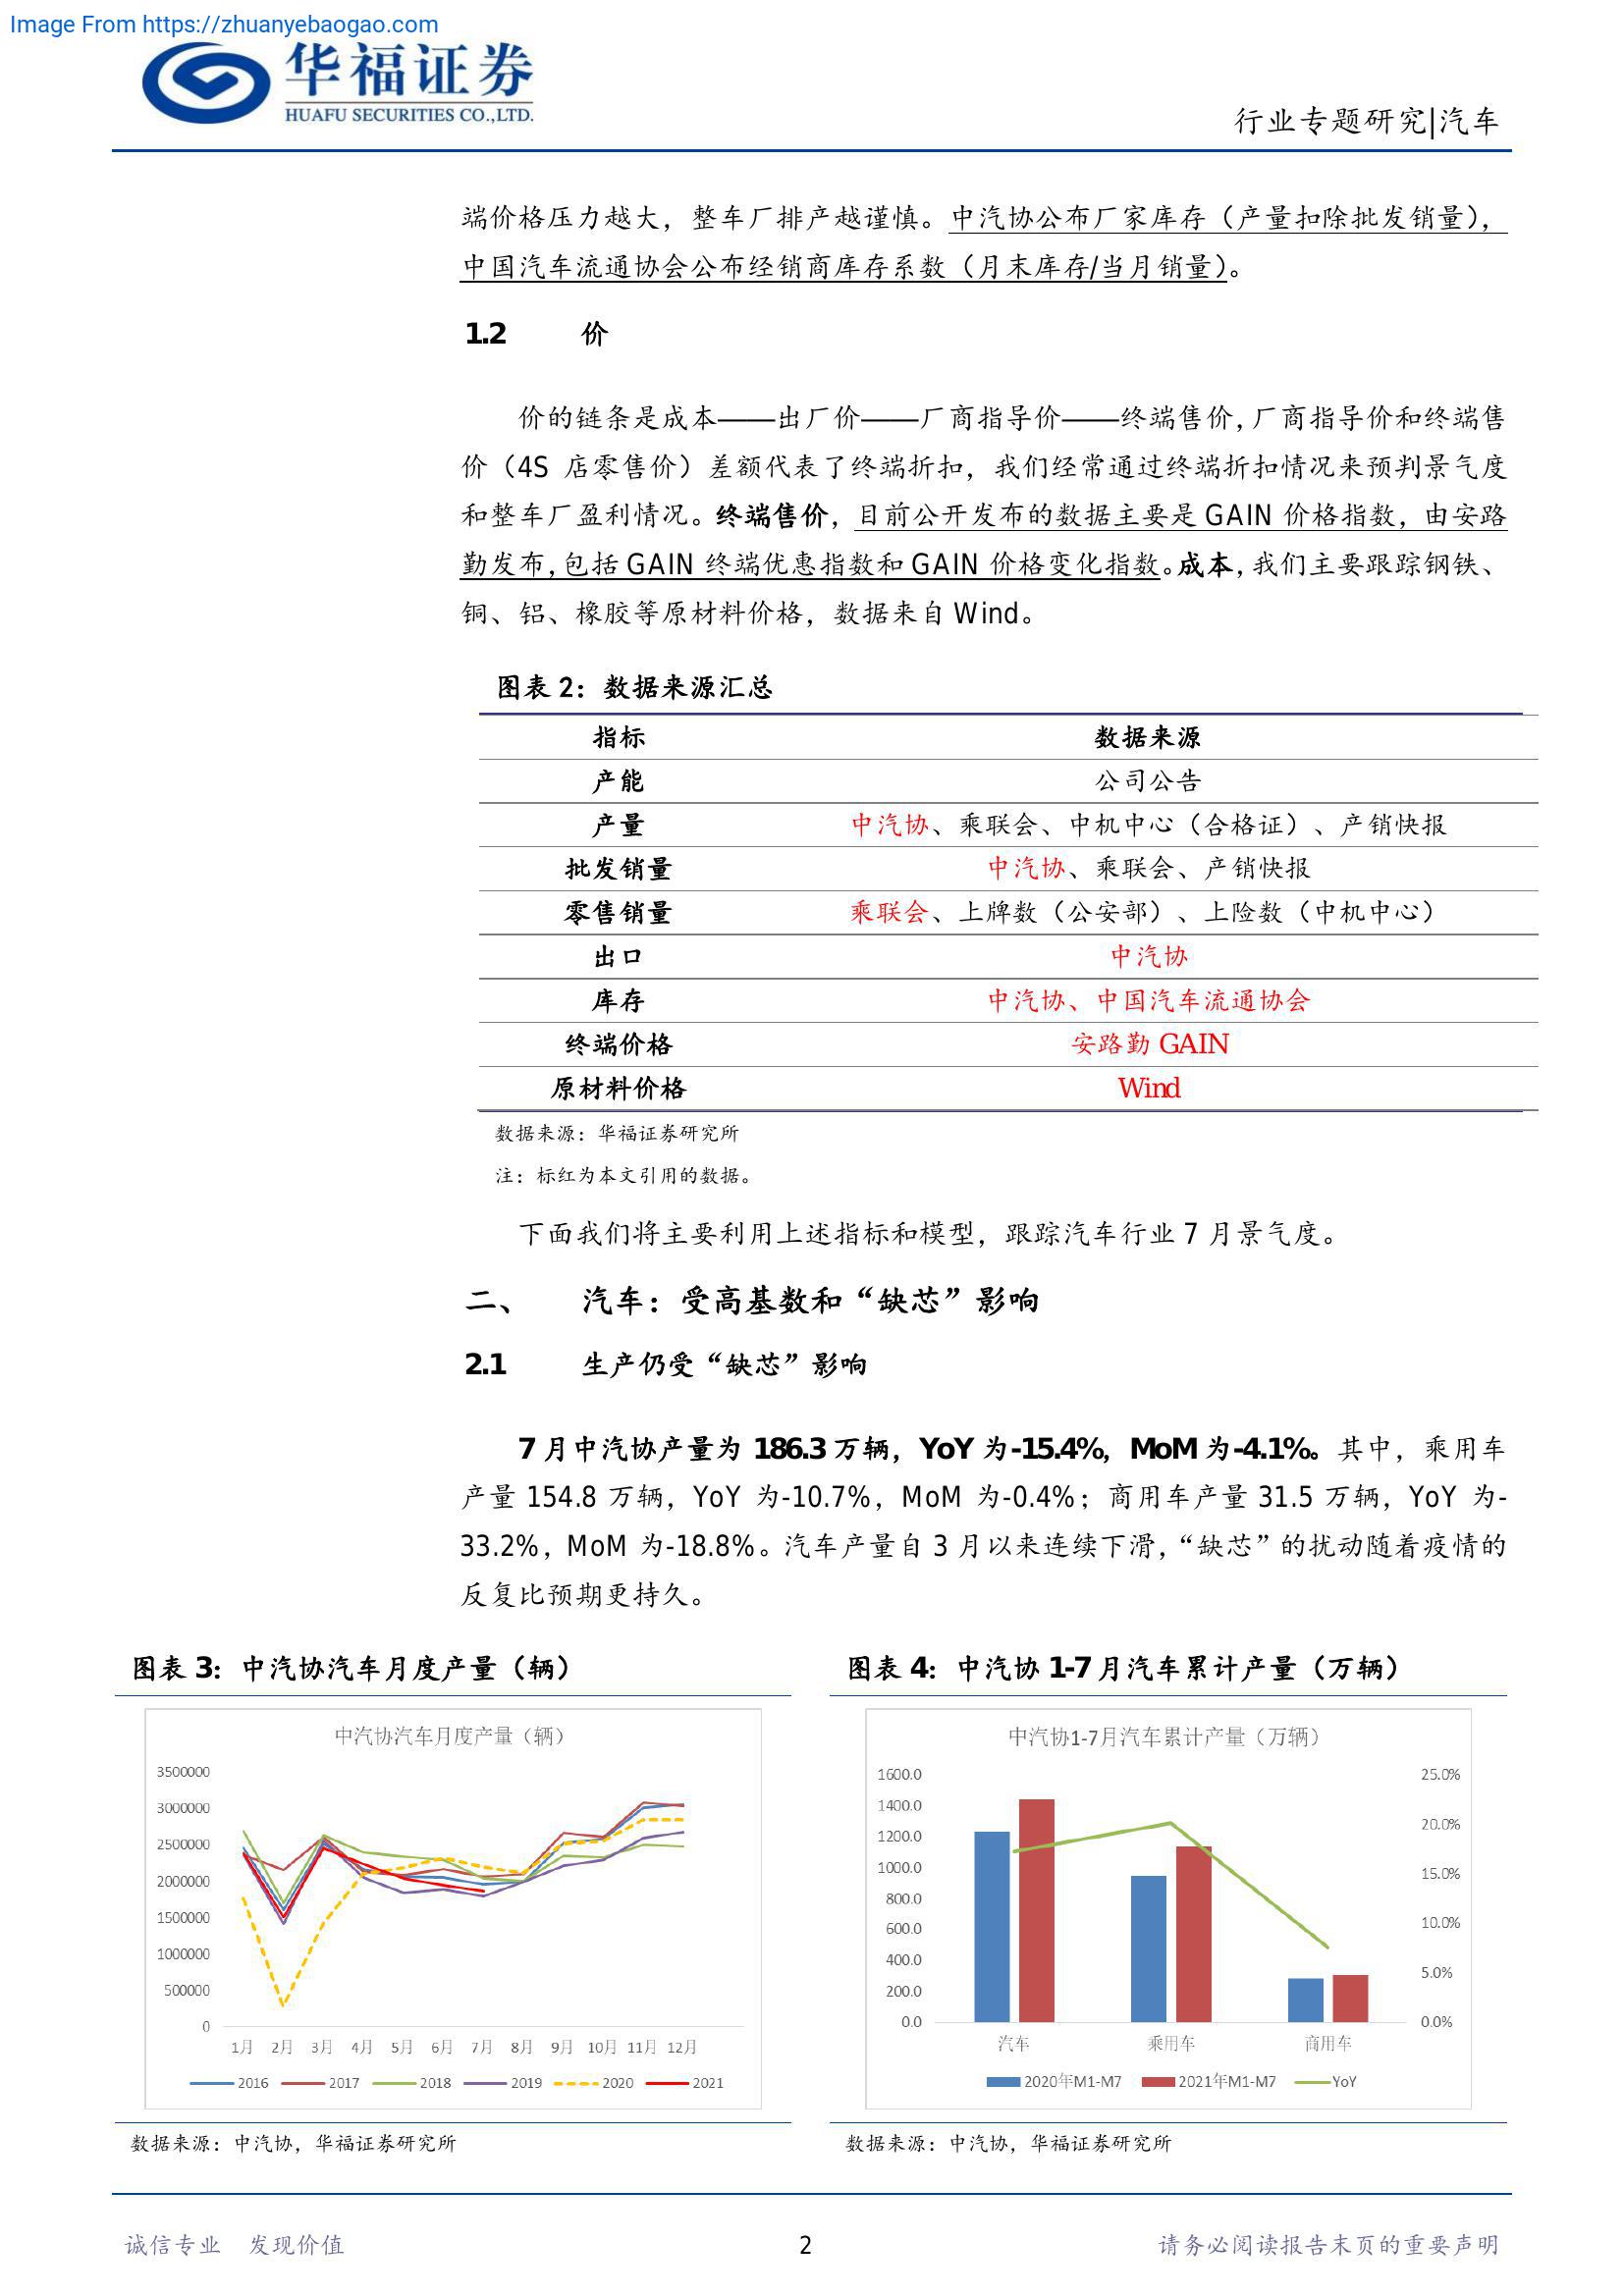 Image From https://zhuanyebaogao.com
华福证券
HUAFU SECURITIES CO.,LTD.
行业专题研究|汽车
端价格压力越大，整车厂排产越谨慎。中汽协公布厂家库存（产量扣除批发销量），
中国汽车流通协会公布经销商库存系数（月末库存/当月销量）。
1.2 价
价的链条是成本——出厂价——厂商指导价——终端售价，厂商指导价和终端售
价（4S 店零售价）差额代表了终端折扣，我们经常通过终端折扣情况来预判景气度
和整车厂盈利情况。终端售价，目前公开发布的数据主要是 GAIN 价格指数，由安路
勤发布，包括 GAIN 终端优惠指数和 GAIN 价格变化指数。成本，我们主要跟踪钢铁、
铜、铝、橡胶等原材料价格，数据来自 Wind。
图表 2：数据来源汇总
指标 数据来源
产能 公司公告
产量 中汽协、乘联会、中机中心（合格证）、产销快报
批发销量 中汽协、乘联会、产销快报
零售销量 乘联会、上牌数（公安部）、上险数（中机中心）
出口 中汽协
库存 中汽协、中国汽车流通协会
终端价格 安路勤 GAIN
原材料价格 Wind
数据来源：华福证券研究所
注：标红为本文引用的数据。
下面我们将主要利用上述指标和模型，跟踪汽车行业 7 月景气度。
二、 汽车：受高基数和“缺芯”影响
2.1 生产仍受“缺芯”影响
7 月中汽协产量为 186.3 万辆，YoY 为-15.4%，MoM 为-4.1%。其中，乘用车
产量 154.8 万辆，YoY 为-10.7%，MoM 为-0.4%；商用车产量 31.5 万辆，YoY 为-
33.2%，MoM 为-18.8%。汽车产量自 3 月以来连续下滑，“缺芯”的扰动随着疫情的
反复比预期更持久。
图表 3：中汽协汽车月度产量（辆）
中汽协汽车月度产量（辆）
3500000
3000000
2500000
2000000
1500000
1000000
500000
0
1月 2月 3月 4月 5月 6月 7月 8月 9月 10月 11月 12月
2016 2017 2018 2019 2020 2021
数据来源：中汽协，华福证券研究所
图表 4：中汽协 1-7 月汽车累计产量（万辆）
中汽协1-7月汽车累计产量（万辆）
1600.0 25.0%
1400.0
1200.0 20.0%
1000.0 15.0%
800.0
600.0 10.0%
400.0 5.0%
200.0
0.0 0.0%
汽车 乘用车 商用车
2020年M1-M7 2021年M1-M7 YoY
数据来源：中汽协，华福证券研究所
诚信专业 发现价值 2 请务必阅读报告末页的重要声明